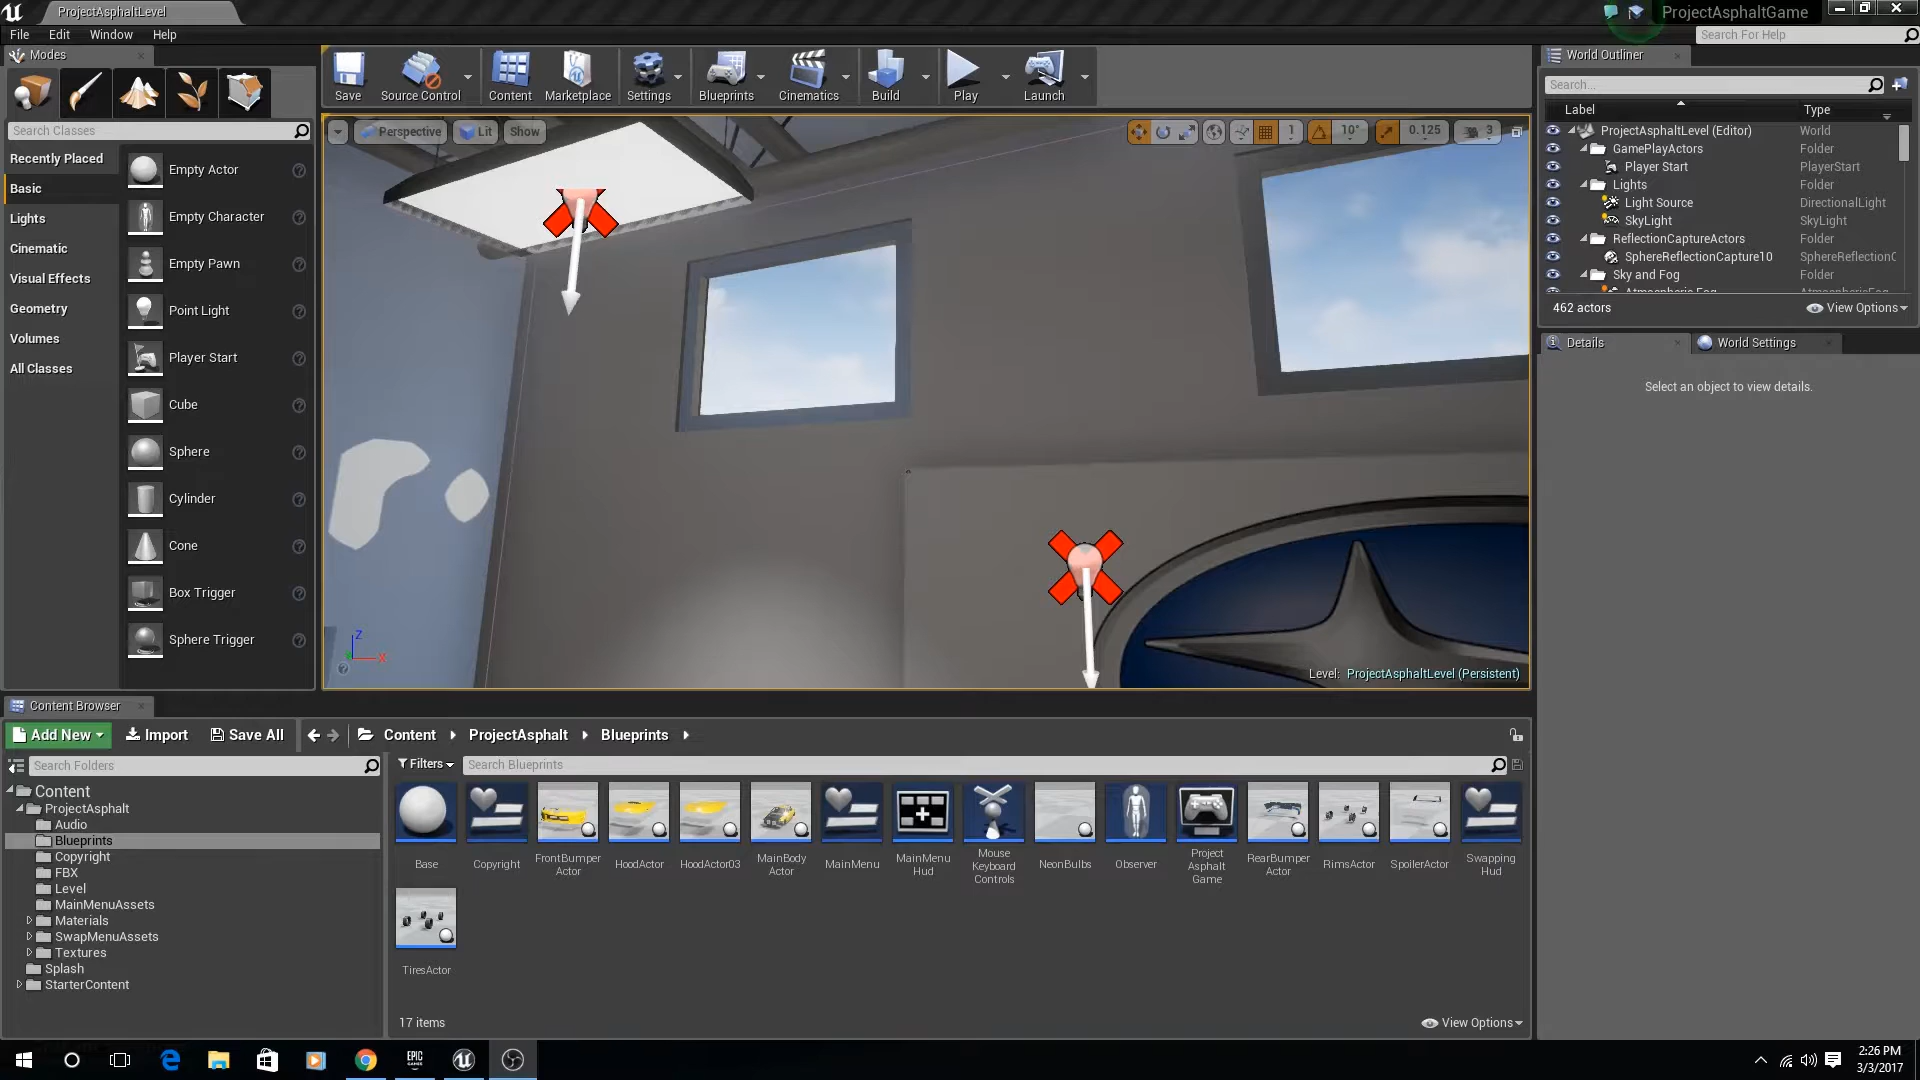 ProjectAsphaltLevel
ProjectAsphaltGame
File Edit Window Help
Search For Help
Modes
Save
Source Control
Content
Marketplace
Settings
Blueprints
Cinematics
Build
Play
Launch
World Outliner
Search...
Label Type
ProjectAsphaltLevel (Editor) World
GamePlayActors Folder
Player Start PlayerStart
Lights Folder
Light Source DirectionalLight
SkyLight SkyLight
ReflectionCaptureActors Folder
SphereReflectionCapture10 SphereReflectionC
Sky and Fog Folder
Atmospheric Fog
462 actors
View Options
Details
World Settings
Select an object to view details.
Search Classes
Recently Placed
Basic
Lights
Cinematic
Visual Effects
Geometry
Volumes
All Classes
Empty Actor
Empty Character
Empty Pawn
Point Light
Player Start
Cube
Sphere
Cylinder
Cone
Box Trigger
Sphere Trigger
Perspective
Lit
Show
1
10°
0.125
3
Z
X
Level: ProjectAsphaltLevel (Persistent)
Content Browser
Add New
Import
Save All
Content
ProjectAsphalt
Blueprints
Search Folders
Filters
Search Blueprints
Content
ProjectAsphalt
Audio
Blueprints
Copyright
FBX
Level
MainMenuAssets
Materials
SwapMenuAssets
Textures
Splash
StarterContent
Base
Copyright
FrontBumper
Actor
HoodActor
HoodActor03
MainBody
Actor
MainMenu
MainMenu
Hud
Mouse
Keyboard
Controls
NeonBulbs
Observer
Project
Asphalt
Game
RearBumper
Actor
RimsActor
SpoilerActor
Swapping
Hud
TiresActor
17 items
View Options
EPIC
GAMES
2:26 PM
3/3/2017